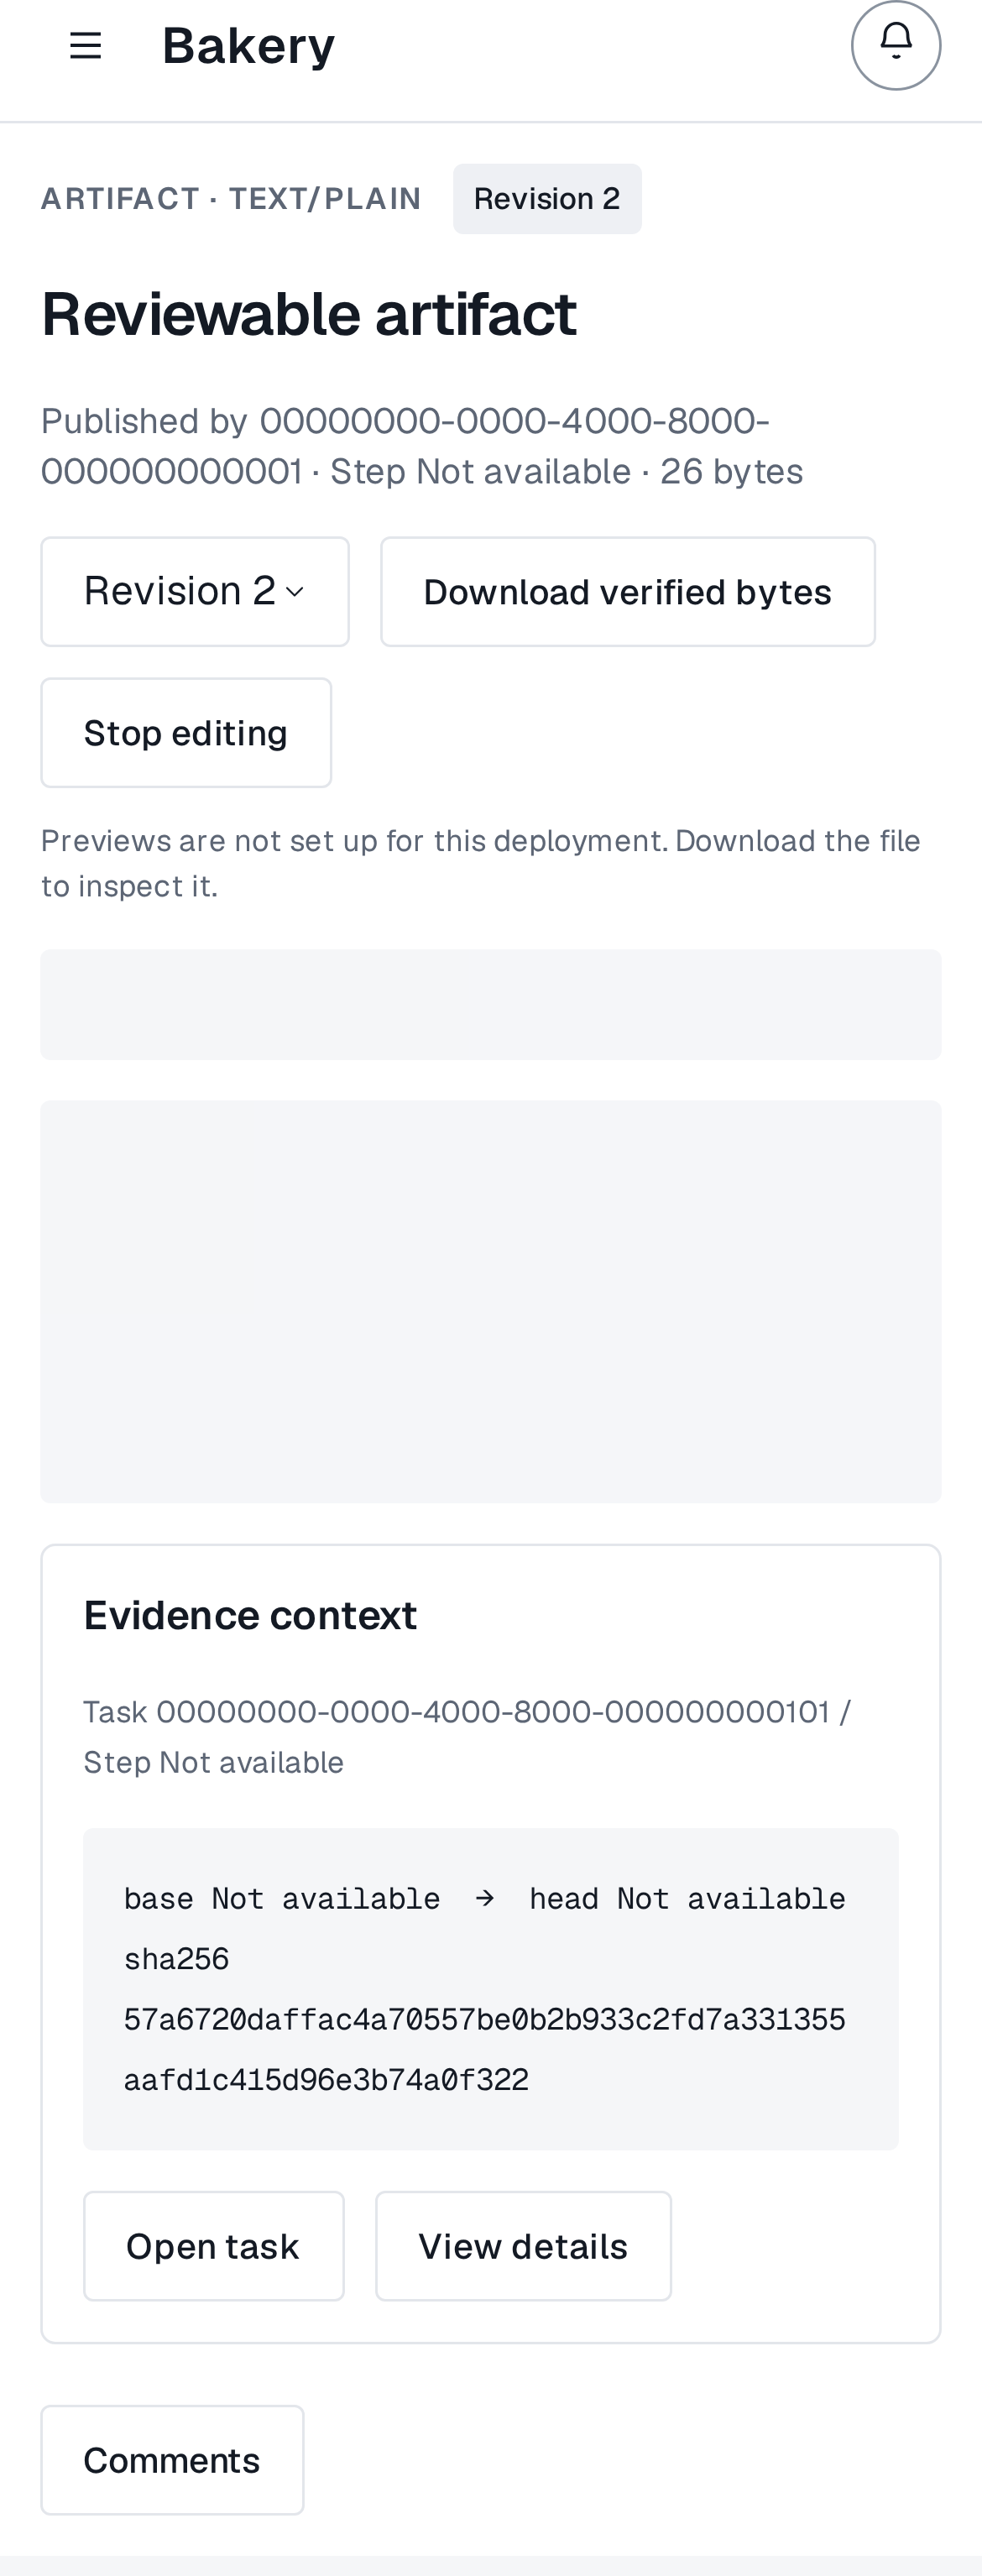 Bakery
ARTIFACT · TEXT/PLAIN Revision 2
Reviewable artifact
Published by 00000000-0000-4000-8000-
000000000001 · Step Not available · 26 bytes
Revision 2 Download verified bytes
Stop editing
Previews are not set up for this deployment. Download the file
to inspect it.
Evidence context
Task 00000000-0000-4000-8000-000000000101 /
Step Not available
base Not available → head Not available
sha256
57a6720daffac4a70557be0b2b933c2fd7a331355
aafd1c415d96e3b74a0f322
Open task View details
Comments